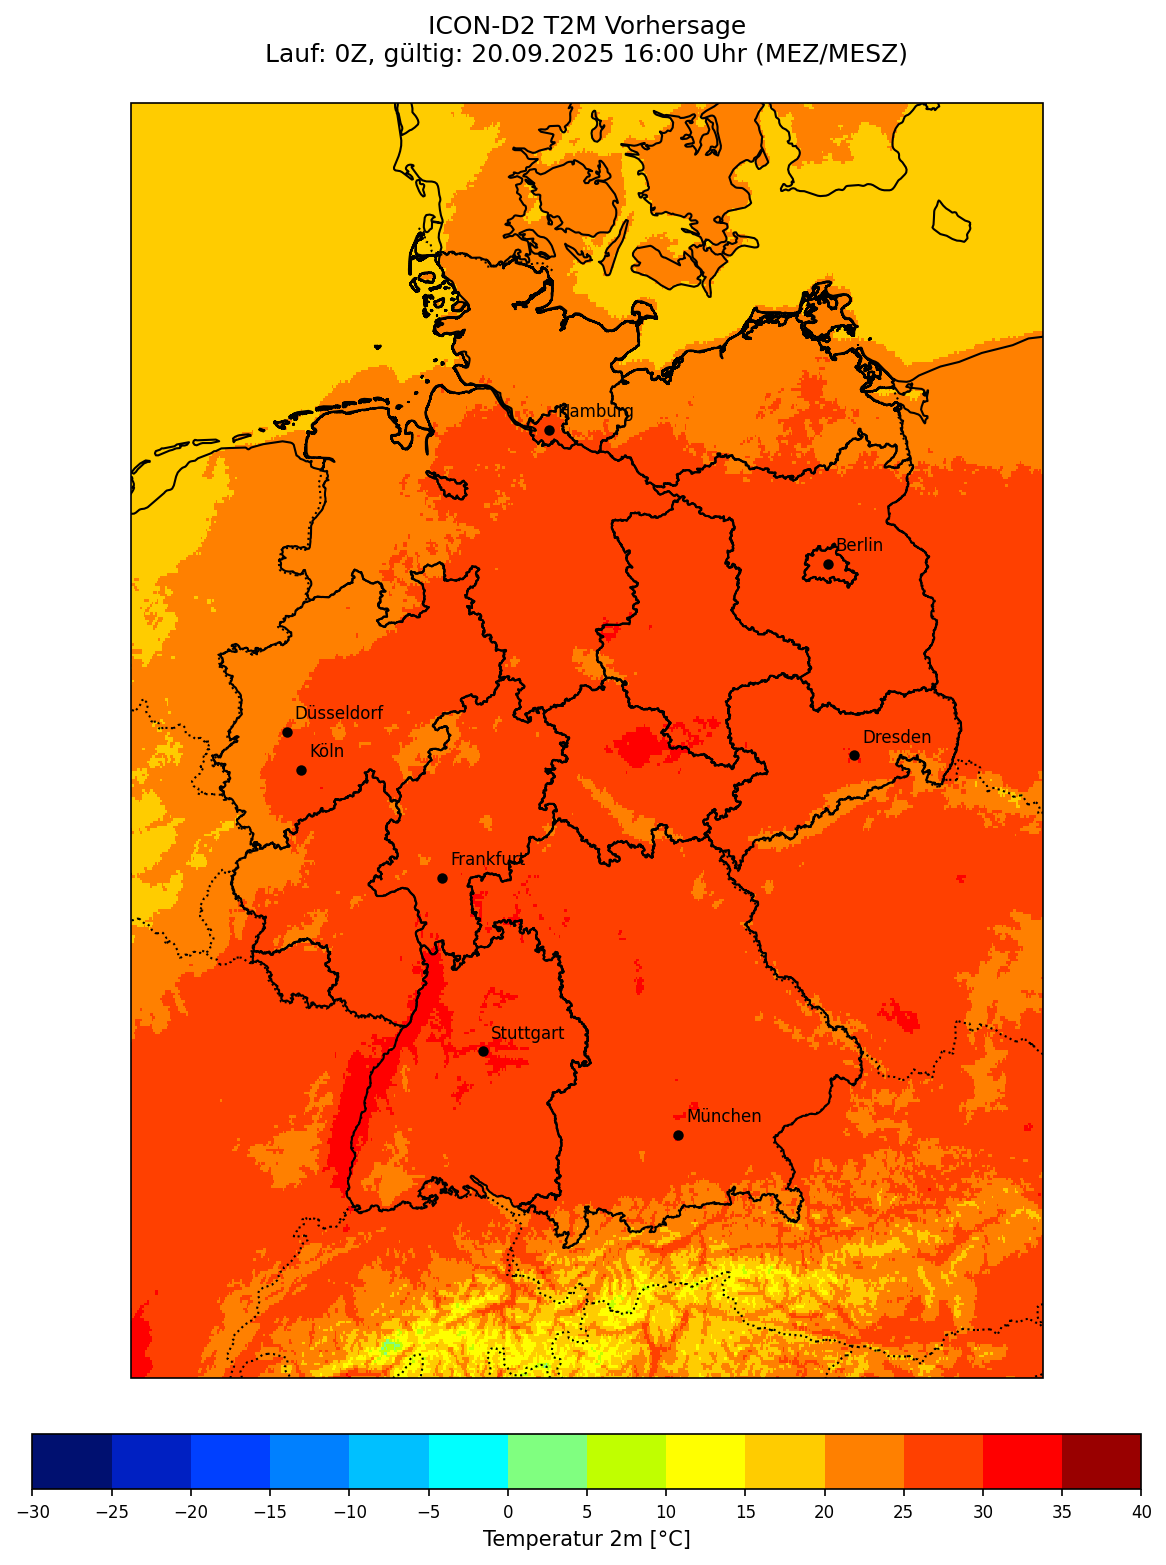 ICON-D2 T2M Vorhersage
Lauf: 0Z, gültig: 20.09.2025 16:00 Uhr (MEZ/MESZ)
Hamburg
Berlin
Düsseldorf
Dresden
Köln
Frankfurt
Stuttgart
München
−30 −25 −20 −15 −10 −5 0 5 10 15 20 25 30 35 40
Temperatur 2m [°C]